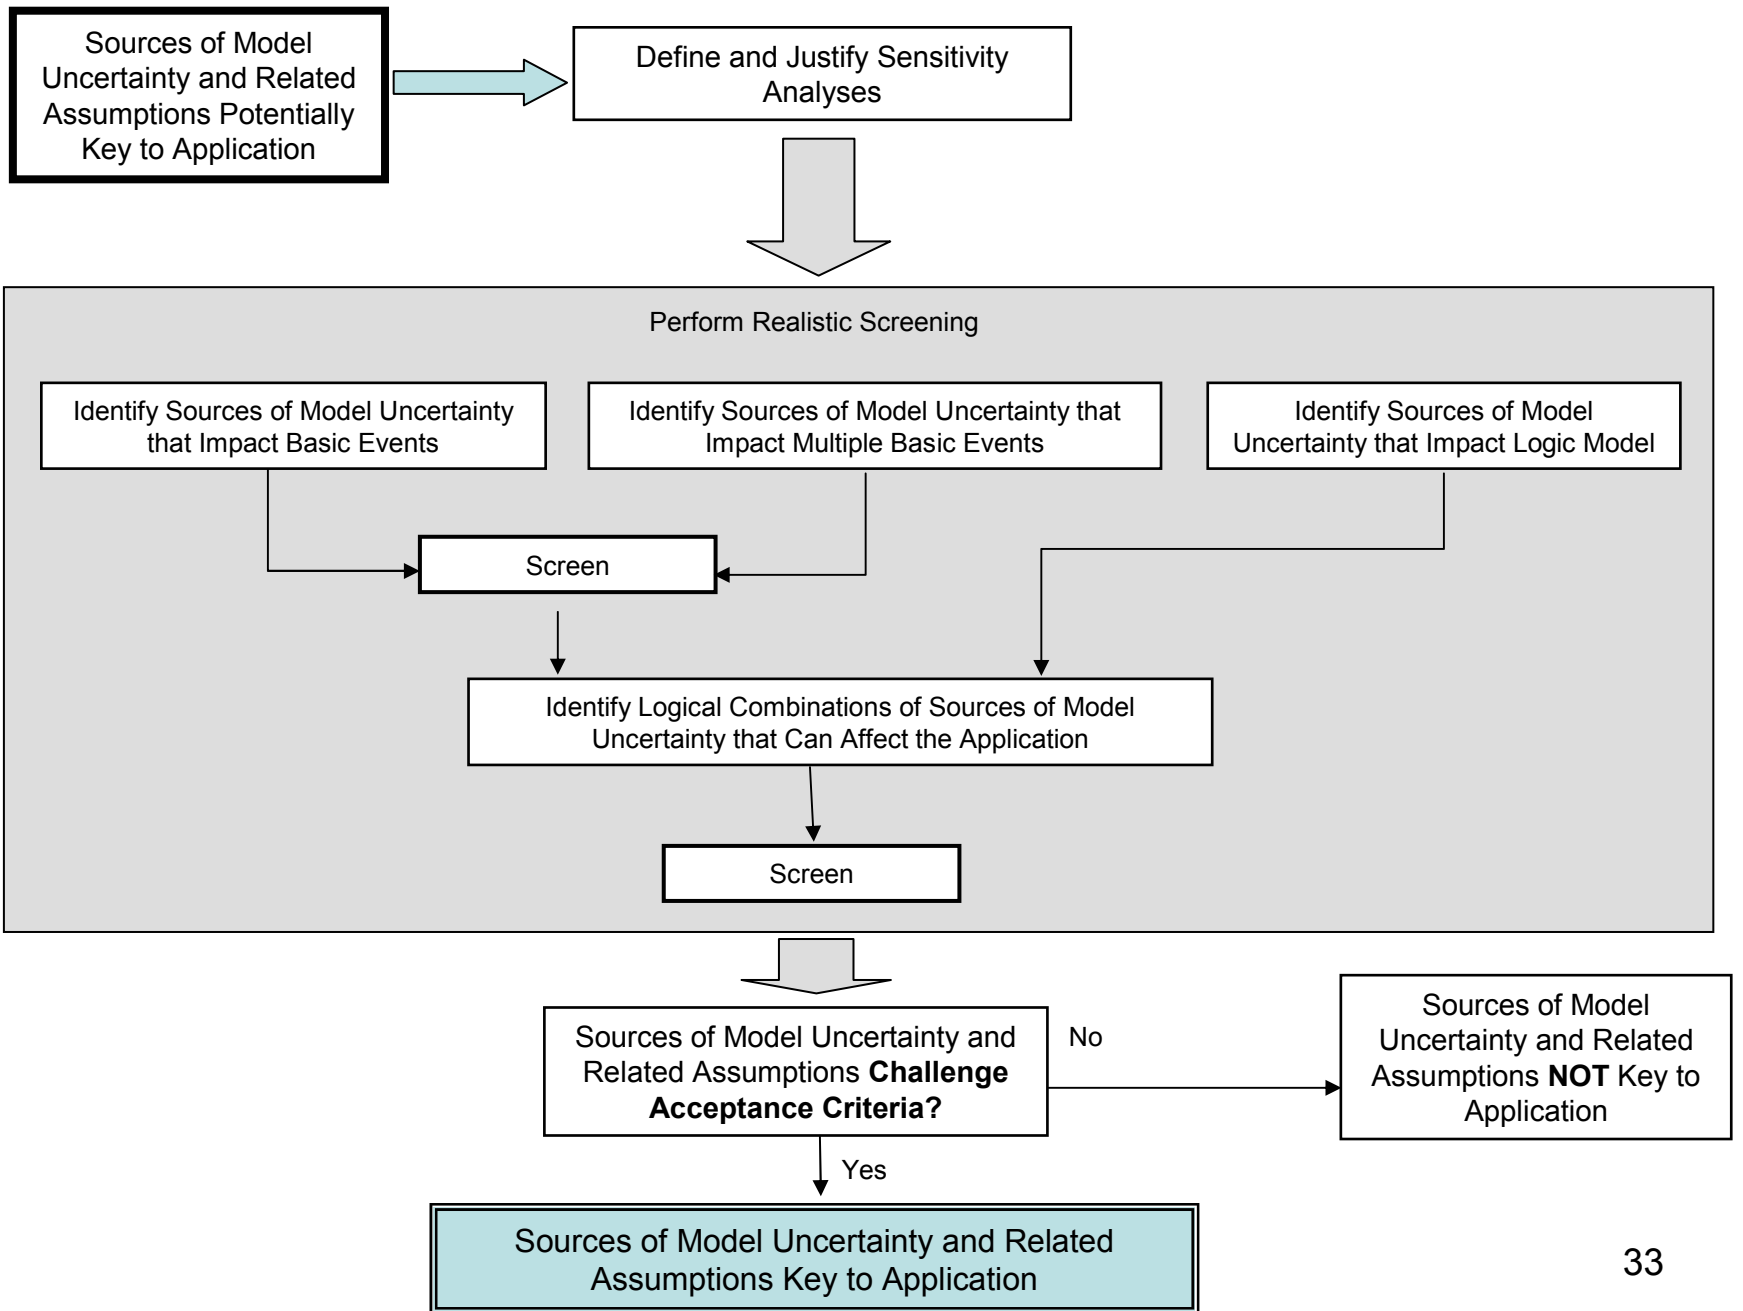 Sources of Model
Uncertainty and Related
Assumptions Potentially
Key to Application
Define and Justify Sensitivity
Analyses
Perform Realistic Screening
Identify Sources of Model Uncertainty
that Impact Basic Events
Identify Sources of Model Uncertainty that
Impact Multiple Basic Events
Identify Sources of Model
Uncertainty that Impact Logic Model
Screen
Identify Logical Combinations of Sources of Model
Uncertainty that Can Affect the Application
Screen
Sources of Model Uncertainty and
Related Assumptions Challenge
Acceptance Criteria?
No
Sources of Model
Uncertainty and Related
Assumptions NOT Key to
Application
Yes
Sources of Model Uncertainty and Related
Assumptions Key to Application
33